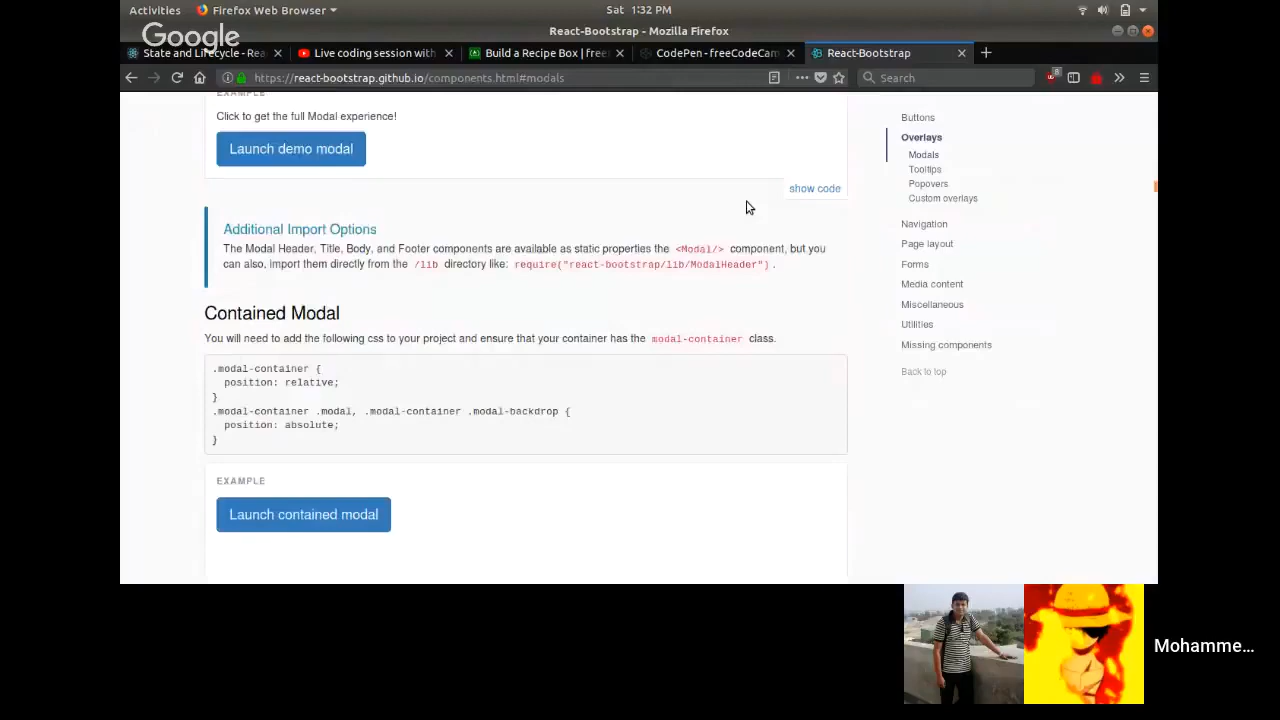 Activities
Firefox Web Browser
Sat 1:32 PM
Google
React-Bootstrap - Mozilla Firefox
State and Lifecycle - Rea
Live coding session with
Build a Recipe Box | free
CodePen - freeCodeCam
React-Bootstrap
https://react-bootstrap.github.io/components.html#modals
Search
8
EXAMPLE
Click to get the full Modal experience!
Launch demo modal
show code
Additional Import Options
The Modal Header, Title, Body, and Footer components are available as static properties the <Modal/> component, but you
can also, import them directly from the /lib directory like: require("react-bootstrap/lib/ModalHeader") .
Contained Modal
You will need to add the following css to your project and ensure that your container has the modal-container class.
.modal-container {
position: relative;
}
.modal-container .modal, .modal-container .modal-backdrop {
position: absolute;
}
EXAMPLE
Launch contained modal
Buttons
Overlays
Modals
Tooltips
Popovers
Custom overlays
Navigation
Page layout
Forms
Media content
Miscellaneous
Utilities
Missing components
Back to top
Mohamme...